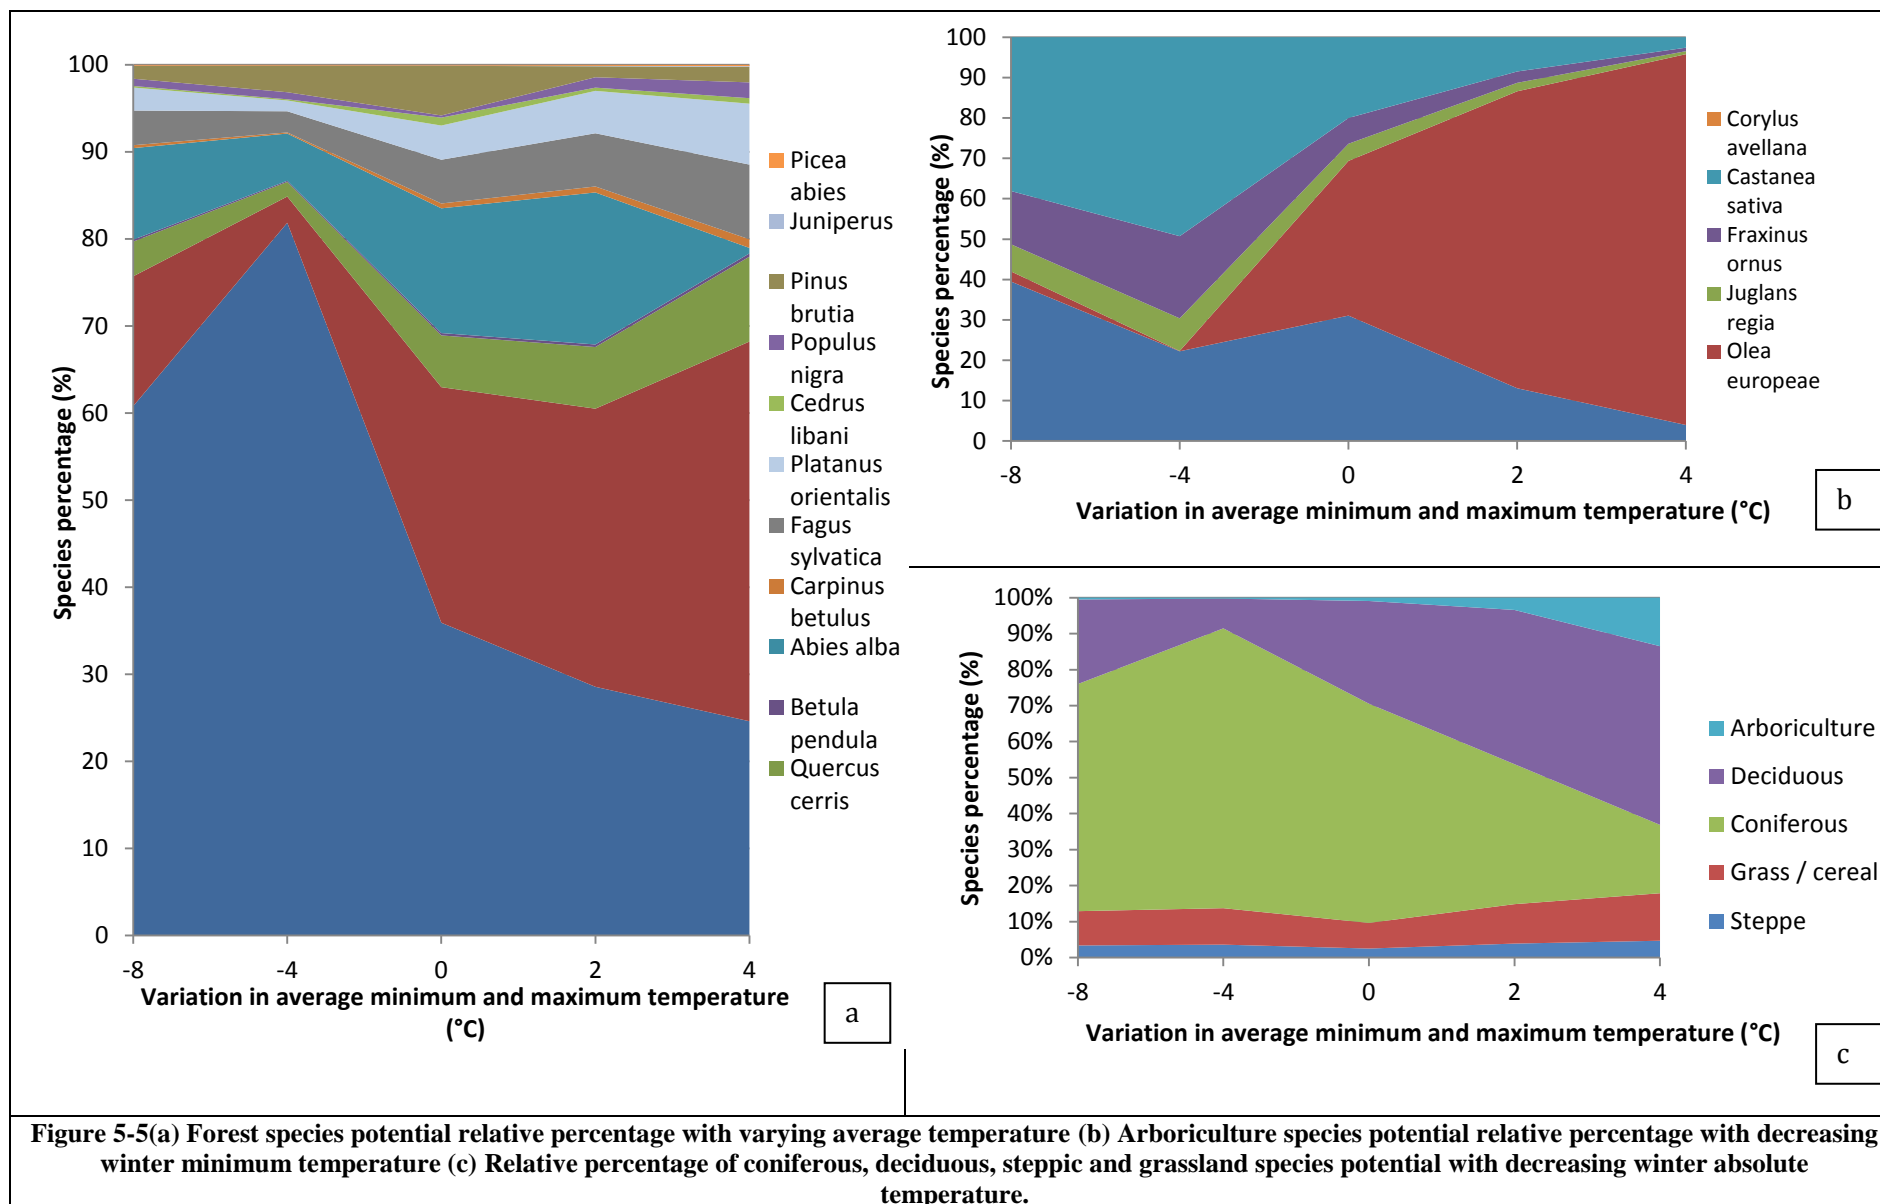 100
90
80
70
60
50
40
30
20
10
0
Species percentage (%)
-8 -4 0 2 4
Variation in average minimum and maximum temperature
(°C)
Picea
abies
Juniperus
Pinus
brutia
Populus
nigra
Cedrus
libani
Platanus
orientalis
Fagus
sylvatica
Carpinus
betulus
Abies alba
Betula
pendula
Quercus
cerris
a
100
90
80
70
60
50
40
30
20
10
0
Species percentage (%)
-8 -4 0 2 4
Variation in average minimum and maximum temperature (°C)
Corylus
avellana
Castanea
sativa
Fraxinus
ornus
Juglans
regia
Olea
europeae
b
100%
90%
80%
70%
60%
50%
40%
30%
20%
10%
0%
Species percentage (%)
-8 -4 0 2 4
Variation in average minimum and maximum temperature (°C)
Arboriculture
Deciduous
Coniferous
Grass / cereal
Steppe
c
Figure 5-5(a) Forest species potential relative percentage with varying average temperature (b) Arboriculture species potential relative percentage with decreasing
winter minimum temperature (c) Relative percentage of coniferous, deciduous, steppic and grassland species potential with decreasing winter absolute
temperature.